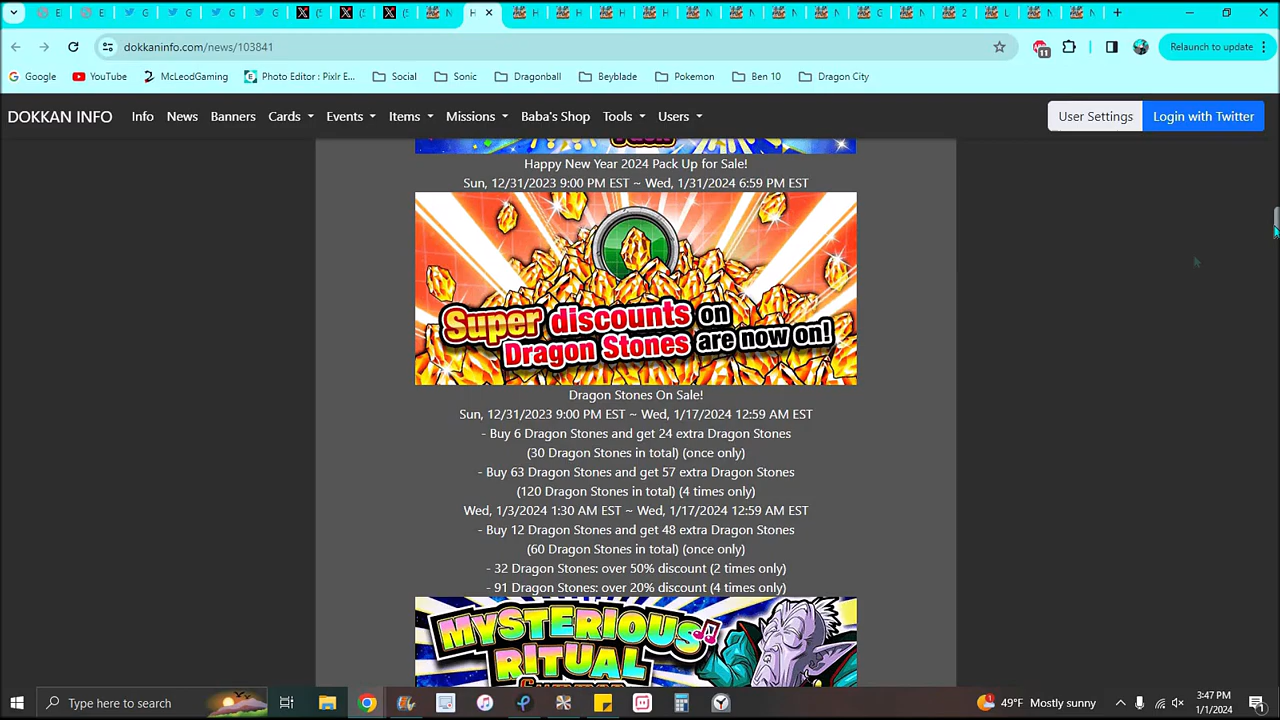 dokkaninfo.com/news/103841
11
Relaunch to update
Google
YouTube
McLeodGaming
Photo Editor : Pixlr E...
Social
Sonic
Dragonball
Beyblade
Pokemon
Ben 10
Dragon City
DOKKAN INFO
Info
News
Banners
Cards
Events
Items
Missions
Baba's Shop
Tools
Users
User Settings
Login with Twitter
Happy New Year 2024 Pack Up for Sale!
Sun, 12/31/2023 9:00 PM EST ~ Wed, 1/31/2024 6:59 PM EST
Super discounts on
Dragon Stones are now on!
Dragon Stones On Sale!
Sun, 12/31/2023 9:00 PM EST ~ Wed, 1/17/2024 12:59 AM EST
- Buy 6 Dragon Stones and get 24 extra Dragon Stones
(30 Dragon Stones in total) (once only)
- Buy 63 Dragon Stones and get 57 extra Dragon Stones
(120 Dragon Stones in total) (4 times only)
Wed, 1/3/2024 1:30 AM EST ~ Wed, 1/17/2024 12:59 AM EST
- Buy 12 Dragon Stones and get 48 extra Dragon Stones
(60 Dragon Stones in total) (once only)
- 32 Dragon Stones: over 50% discount (2 times only)
- 91 Dragon Stones: over 20% discount (4 times only)
MYSTERIOUS
RITUAL
Type here to search
49°F Mostly sunny
3:47 PM
1/1/2024